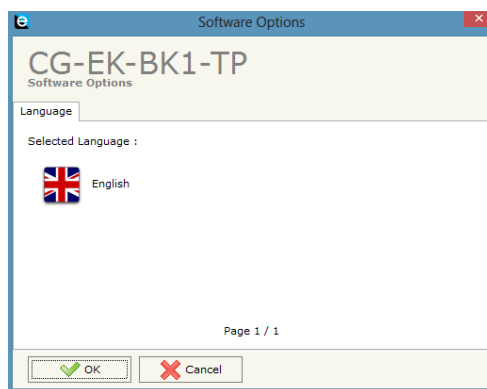 Software Options
CG-EK-BK1-TP
Software Options
Language
Selected Language :
English
Page 1 / 1
OK
Cancel